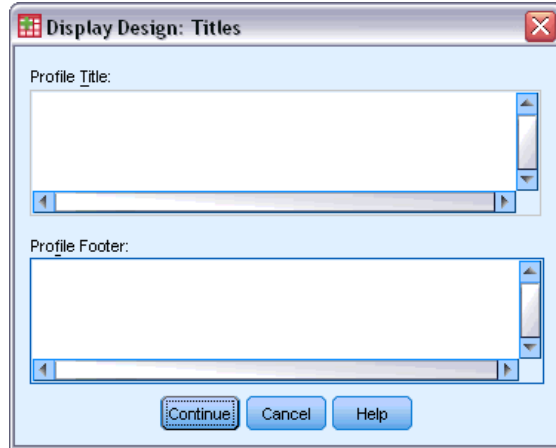 Display Design: Titles
Profile Title:
Profile Footer:
Continue Cancel Help